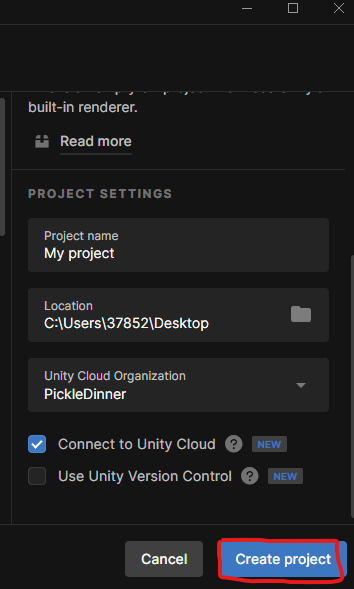 built-in renderer.
Read more
PROJECT SETTINGS
Project name
My project
Location
C:\Users\37852\Desktop
Unity Cloud Organization
PickleDinner
Connect to Unity Cloud ? NEW
Use Unity Version Control ? NEW
Cancel
Create project